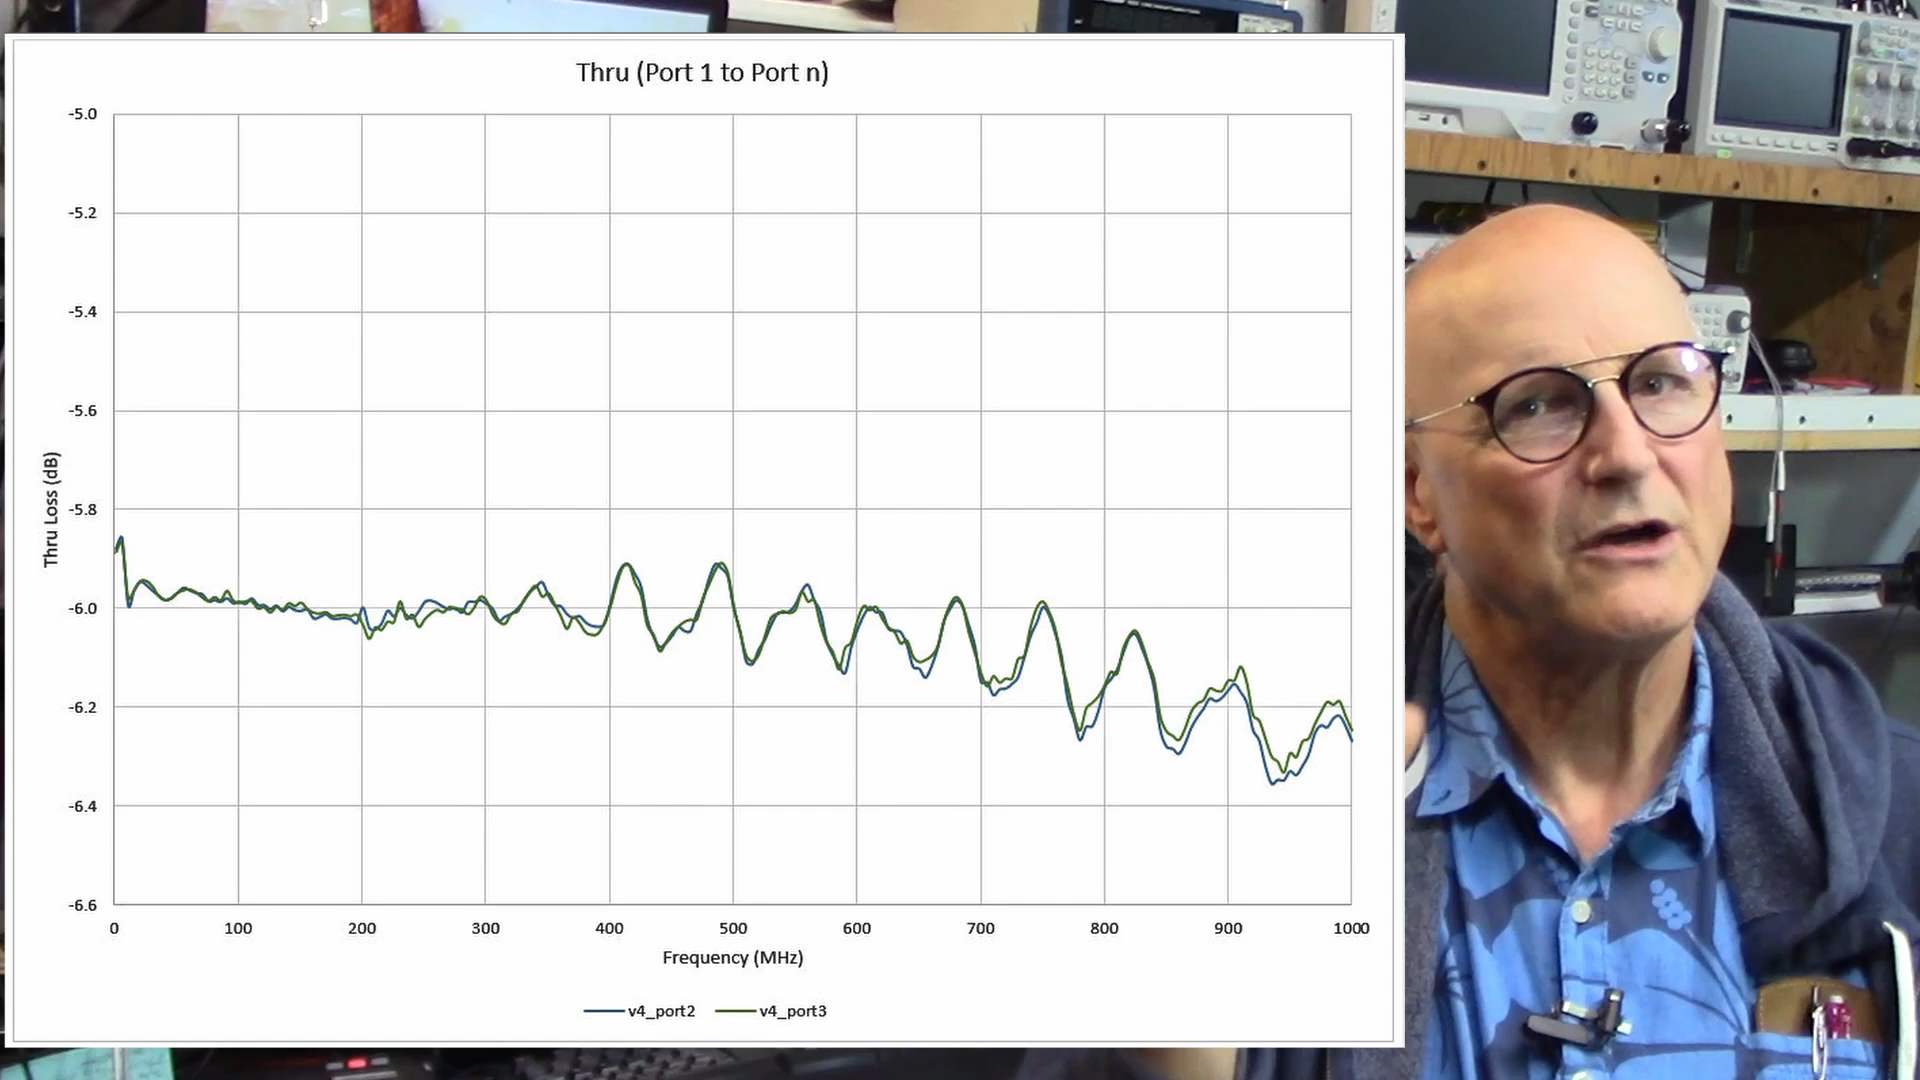 Thru (Port 1 to Port n)
-5.0
-5.2
-5.4
-5.6
-5.8
-6.0
-6.2
-6.4
-6.6
Thru Loss (dB)
0 100 200 300 400 500 600 700 800 900 1000
Frequency (MHz)
v4_port2 v4_port3